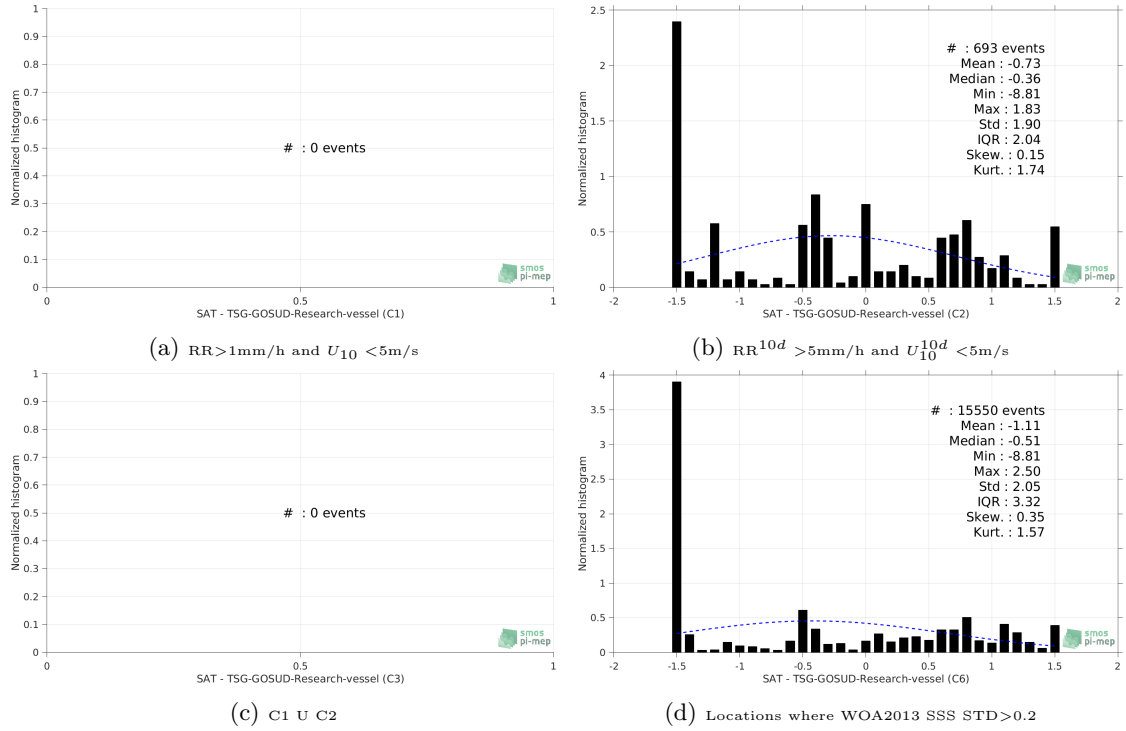 1
0.9
0.8
0.7
0.6
0.5
0.4
0.3
0.2
0.1
0
Normalized histogram
# : 0 events
smos
pi-mep
0 0.5 1
SAT - TSG-GOSUD-Research-vessel (C1)
(a) RR>1mm/h and U10 <5m/s
2.5
2
1.5
1
0.5
0
Normalized histogram
# : 693 events
Mean : -0.73
Median : -0.36
Min : -8.81
Max : 1.83
Std : 1.90
IQR : 2.04
Skew. : 0.15
Kurt. : 1.74
smos
pi-mep
-2 -1.5 -1 -0.5 0 0.5 1 1.5 2
SAT - TSG-GOSUD-Research-vessel (C2)
(b) RR10d >5mm/h and U10d10 <5m/s
1
0.9
0.8
0.7
0.6
0.5
0.4
0.3
0.2
0.1
0
Normalized histogram
# : 0 events
smos
pi-mep
0 0.5 1
SAT - TSG-GOSUD-Research-vessel (C3)
(c) C1 U C2
4
3.5
3
2.5
2
1.5
1
0.5
0
Normalized histogram
# : 15550 events
Mean : -1.11
Median : -0.51
Min : -8.81
Max : 2.50
Std : 2.05
IQR : 3.32
Skew. : 0.35
Kurt. : 1.57
smos
pi-mep
-2 -1.5 -1 -0.5 0 0.5 1 1.5 2
SAT - TSG-GOSUD-Research-vessel (C6)
(d) Locations where WOA2013 SSS STD>0.2